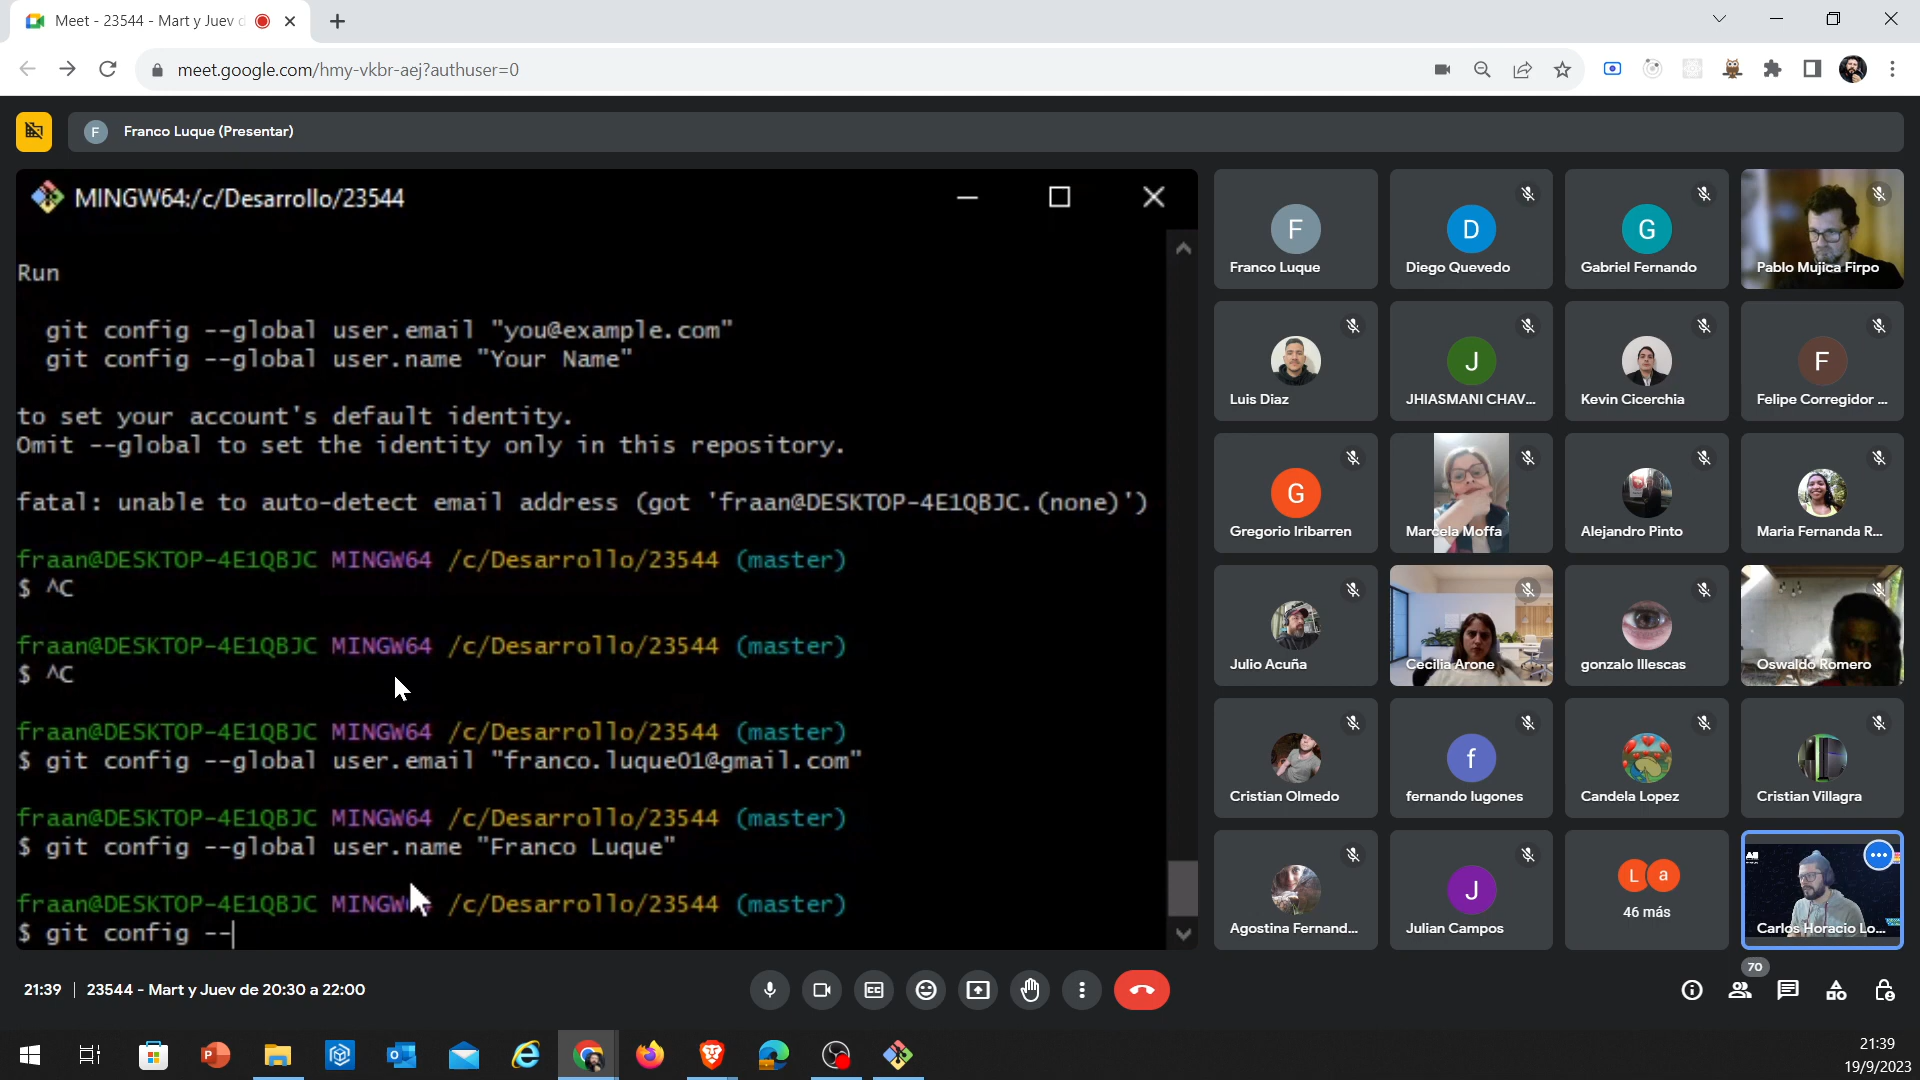 Meet - 23544 - Mart y Juev d
meet.google.com/hmy-vkbr-aej?authuser=0
F Franco Luque (Presentar)
MINGW64:/c/Desarrollo/23544
Run
git config --global user.email "you@example.com"
git config --global user.name "Your Name"
to set your account's default identity.
Omit --global to set the identity only in this repository.
fatal: unable to auto-detect email address (got 'fraan@DESKTOP-4E1QBJC.(none)')
fraan@DESKTOP-4E1QBJC MINGW64 /c/Desarrollo/23544 (master)
$ ^C
fraan@DESKTOP-4E1QBJC MINGW64 /c/Desarrollo/23544 (master)
$ ^C
fraan@DESKTOP-4E1QBJC MINGW64 /c/Desarrollo/23544 (master)
$ git config --global user.email "franco.luque01@gmail.com"
fraan@DESKTOP-4E1QBJC MINGW64 /c/Desarrollo/23544 (master)
$ git config --global user.name "Franco Luque"
fraan@DESKTOP-4E1QBJC MINGW64 /c/Desarrollo/23544 (master)
$ git config --
F
Franco Luque
D
Diego Quevedo
G
Gabriel Fernando
Pablo Mujica Firpo
Luis Diaz
J
JHIASMANI CHAV...
Kevin Cicerchia
F
Felipe Corregidor ...
G
Gregorio Iribarren
Marcela Moffa
Alejandro Pinto
Maria Fernanda R...
Julio Acuña
Cecilia Arone
gonzalo Illescas
Oswaldo Romero
Cristian Olmedo
f
fernando lugones
Candela Lopez
Cristian Villagra
Agostina Fernand...
J
Julian Campos
L a
46 más
Carlos Horacio Lo...
21:39 | 23544 - Mart y Juev de 20:30 a 22:00
70
21:39
19/9/2023